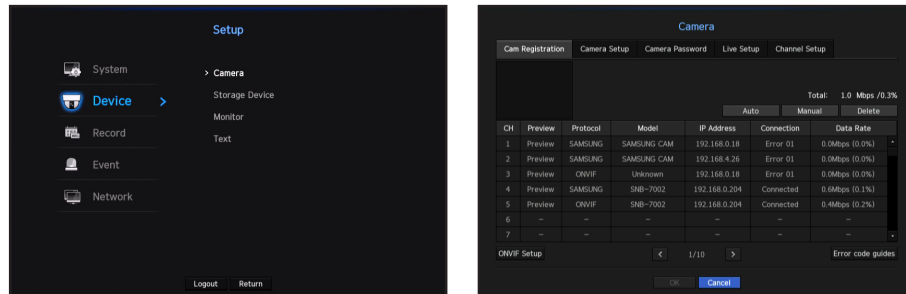 Setup
System
Device >
Record
Event
Network
> Camera
Storage Device
Monitor
Text
Logout Return
Camera
Cam Registration Camera Setup Camera Password Live Setup Channel Setup
Total: 1.0 Mbps /0.3%
Auto Manual Delete
CH Preview Protocol Model IP Address Connection Data Rate
1 Preview SAMSUNG SAMSUNG CAM 192.168.0.18 Error 01 0.0Mbps (0.0%)
2 Preview SAMSUNG SAMSUNG CAM 192.168.4.26 Error 01 0.0Mbps (0.0%)
3 Preview ONVIF Unknown 192.168.0.18 Error 01 0.0Mbps (0.0%)
4 Preview SAMSUNG SNB-7002 192.168.0.204 Connected 0.6Mbps (0.1%)
5 Preview ONVIF SNB-7002 192.168.0.204 Connected 0.4Mbps (0.2%)
6 - - - - - -
7 - - - - - -
ONVIF Setup < 1/10 > Error code guides
OK Cancel